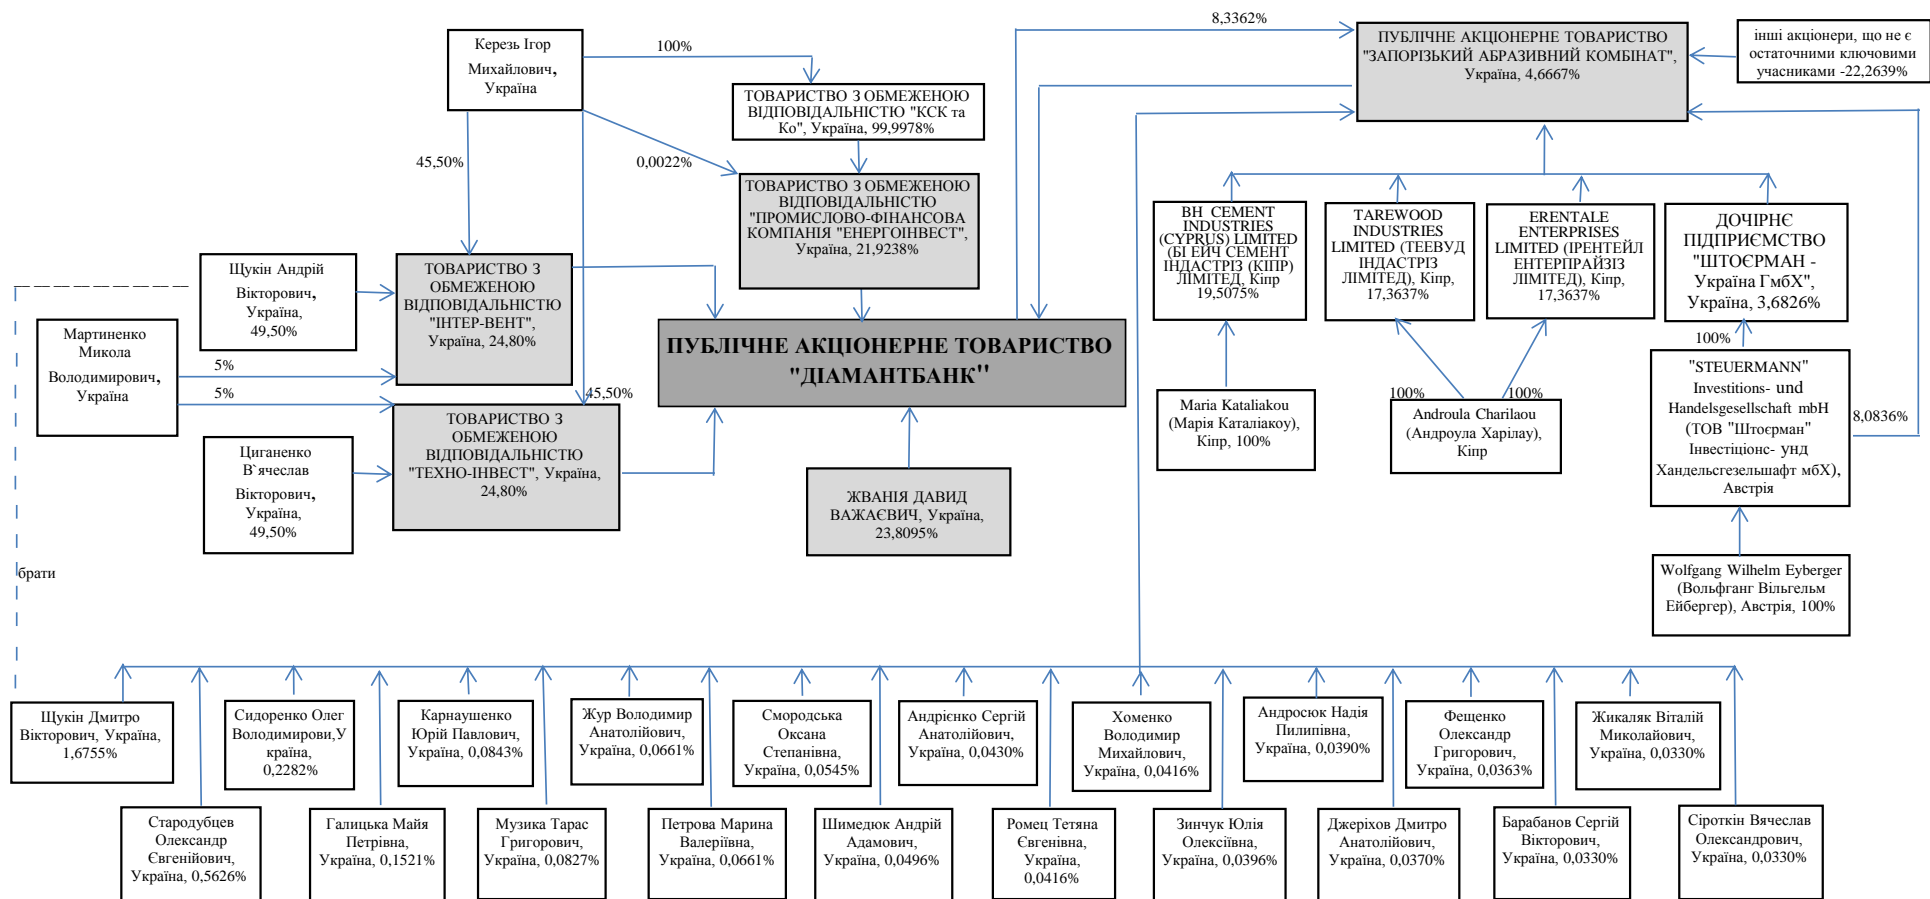 Керезь Ігор
Михайлович,
Україна
100%
8,3362%
ПУБЛІЧНЕ АКЦІОНЕРНЕ ТОВАРИСТВО
"ЗАПОРІЗЬКИЙ АБРАЗИВНИЙ КОМБІНАТ",
Україна, 4,6667%
інші акціонери, що не є
остаточними ключовими
учасниками -22,2639%
ТОВАРИСТВО З ОБМЕЖЕНОЮ
ВІДПОВІДАЛЬНІСТЮ "КСК та
Ко", Україна, 99,9978%
45,50%
0,0022%
ТОВАРИСТВО З ОБМЕЖЕНОЮ
ВІДПОВІДАЛЬНІСТЮ
"ПРОМИСЛОВО-ФІНАНСОВА
КОМПАНІЯ "ЕНЕРГОІНВЕСТ",
Україна, 21,9238%
BH CEMENT
INDUSTRIES
(CYPRUS) LIMITED
(БІ ЕЙЧ СЕМЕНТ
ІНДАСТРІЗ (КІПР)
ЛІМІТЕД, Кіпр
19,5075%
TAREWOOD
INDUSTRIES
LIMITED (ТЕЕВУД
ІНДАСТРІЗ
ЛІМІТЕД), Кіпр,
17,3637%
ERENTALE
ENTERPRISES
LIMITED (ІРЕНТЕЙЛ
ЕНТЕРПРАЙЗІЗ
ЛІМІТЕД), Кіпр,
17,3637%
ДОЧІРНЄ
ПІДПРИЄМСТВО
"ШТОЄРМАН -
Україна ГмбХ",
Україна, 3,6826%
Щукін Андрій
Вікторович,
Україна,
49,50%
ТОВАРИСТВО З
ОБМЕЖЕНОЮ
ВІДПОВІДАЛЬНІСТЮ
"ІНТЕР-ВЕНТ",
Україна, 24,80%
Мартиненко
Микола
Володимирович,
Україна
5%
5%
ПУБЛІЧНЕ АКЦІОНЕРНЕ ТОВАРИСТВО
"ДІАМАНТБАНК"
100%
"STEUERMANN"
Investitions- und
Handelsgesellschaft mbH
(ТОВ "Штоєрман"
Інвестіціонс- унд
Хандельсгезельшафт мбХ),
Австрія
8,0836%
45,50%
ТОВАРИСТВО З
ОБМЕЖЕНОЮ
ВІДПОВІДАЛЬНІСТЮ
"ТЕХНО-ІНВЕСТ", Україна,
24,80%
Maria Kataliakou
(Марія Каталіакоу),
Кіпр, 100%
100%
100%
Androula Charilaou
(Андроула Харілау),
Кіпр
Циганенко
В`ячеслав
Вікторович,
Україна,
49,50%
ЖВАНІЯ ДАВИД
ВАЖАЄВИЧ, Україна,
23,8095%
брати
Wolfgang Wilhelm Eyberger
(Вольфганг Вільгельм
Ейбергер), Австрія, 100%
Щукін Дмитро
Вікторович, Україна,
1,6755%
Сидоренко Олег
Володимирови,У
країна,
0,2282%
Карнаушенко
Юрій Павлович,
Україна, 0,0843%
Жур Володимир
Анатолійович,
Україна, 0,0661%
Смородська
Оксана
Степанівна,
Україна, 0,0545%
Андрієнко Сергій
Анатолійович,
Україна, 0,0430%
Хоменко
Володимир
Михайлович,
Україна, 0,0416%
Андросюк Надія
Пилипівна,
Україна, 0,0390%
Фещенко
Олександр
Григорович,
Україна, 0,0363%
Жикаляк Віталій
Миколайович,
Україна, 0,0330%
Стародубцев
Олександр
Євгенійович,
Україна, 0,5626%
Галицька Майя
Петрівна,
Україна, 0,1521%
Музика Тарас
Григорович,
Україна, 0,0827%
Петрова Марина
Валеріївна,
Україна, 0,0661%
Шимедюк Андрій
Адамович,
Україна, 0,0496%
Ромец Тетяна
Євгенівна,
Україна,
0,0416%
Зинчук Юлія
Олексіївна,
Україна, 0,0396%
Джеріхов Дмитро
Анатолійович,
Україна, 0,0370%
Барабанов Сергій
Вікторович,
Україна, 0,0330%
Сіроткін Вячеслав
Олександрович,
Україна, 0,0330%